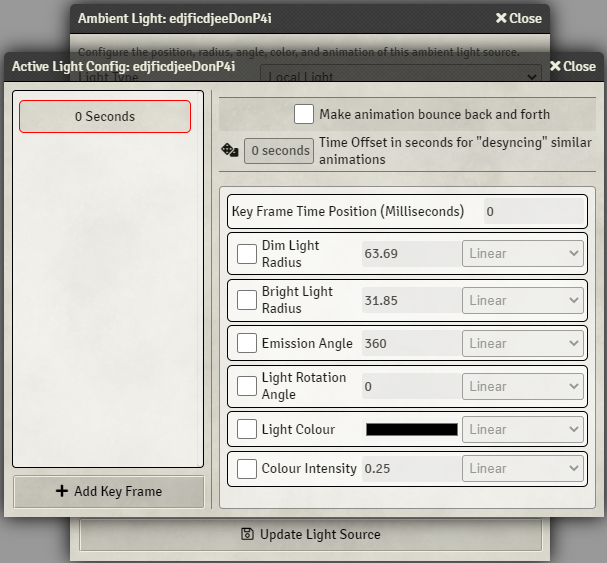 Ambient Light: edjficdjeeDonP4i
Close
Configure the position, radius, angle, color, and animation of this ambient light source.
Active Light Config: edjficdjeeDonP4i
Close
Light Type
Local Light
0 Seconds
Make animation bounce back and forth
0 seconds
Time Offset in seconds for "desyncing" similar
animations
Key Frame Time Position (Milliseconds)
0
Dim Light
Radius
63.69
Linear
Bright Light
Radius
31.85
Linear
Emission Angle
360
Linear
Light Rotation
Angle
0
Linear
Light Colour
Linear
Colour Intensity
0.25
Linear
Add Key Frame
Update Light Source